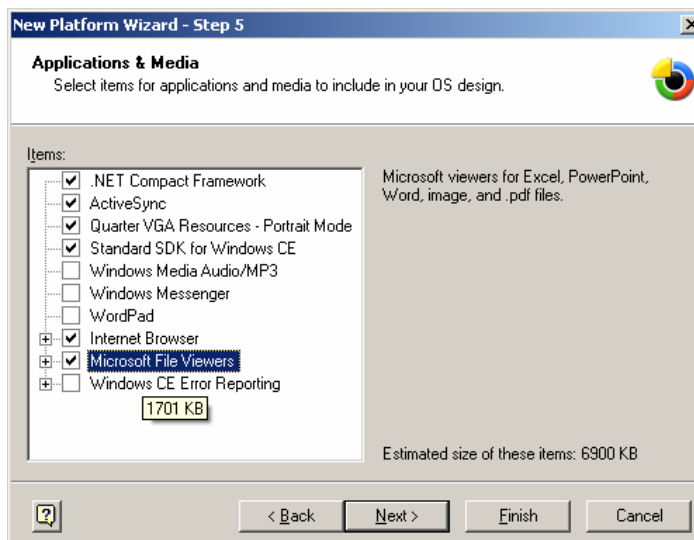 New Platform Wizard - Step 5
Applications & Media
Select items for applications and media to include in your OS design.
Items:
.NET Compact Framework
ActiveSync
Quarter VGA Resources - Portrait Mode
Standard SDK for Windows CE
Windows Media Audio/MP3
Windows Messenger
WordPad
Internet Browser
Microsoft File Viewers
Windows CE Error Reporting
1701 KB
Microsoft viewers for Excel, PowerPoint,
Word, image, and .pdf files.
Estimated size of these items: 6900 KB
< Back
Next >
Finish
Cancel